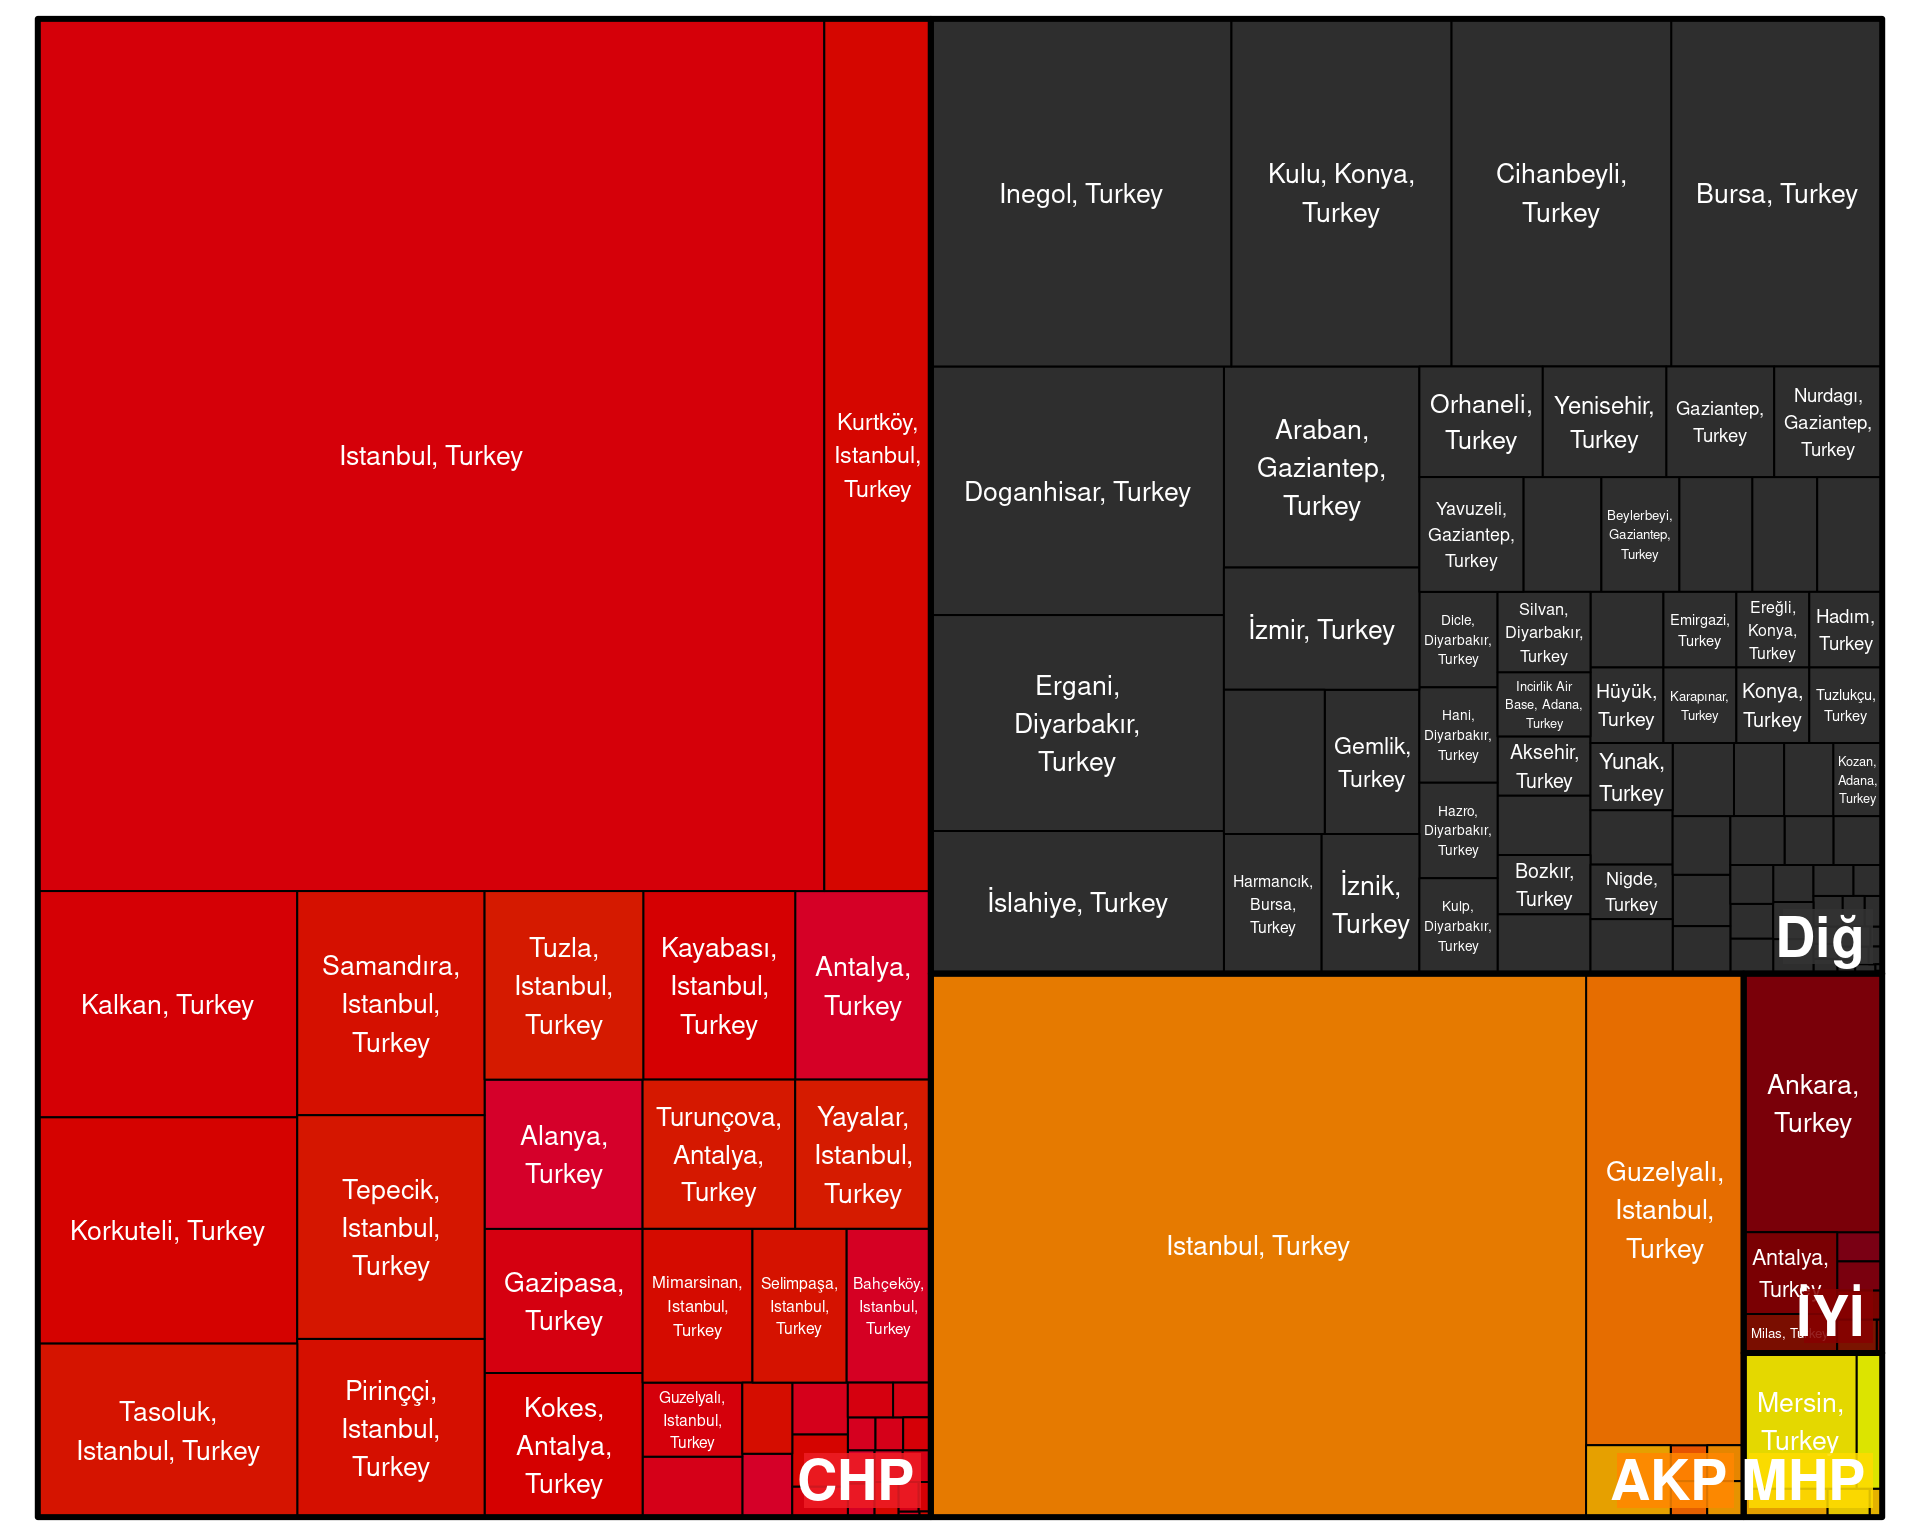 Istanbul, Turkey
Kurtköy,
Istanbul,
Turkey
Kalkan, Turkey
Korkuteli, Turkey
Tasoluk,
Istanbul, Turkey
Samandıra,
Istanbul,
Turkey
Tepecik,
Istanbul,
Turkey
Pirinççi,
Istanbul,
Turkey
Tuzla,
Istanbul,
Turkey
Kayabası,
Istanbul,
Turkey
Antalya,
Turkey
Alanya,
Turkey
Turunçova,
Antalya,
Turkey
Yayalar,
Istanbul,
Turkey
Gazipasa,
Turkey
Kokes,
Antalya,
Turkey
Mimarsinan,
Istanbul,
Turkey
Selimpaşa,
Istanbul,
Turkey
Bahçeköy,
Istanbul,
Turkey
Guzelyalı,
Istanbul,
Turkey
CHP
Inegol, Turkey
Kulu, Konya,
Turkey
Cihanbeyli,
Turkey
Bursa, Turkey
Doganhisar, Turkey
Ergani,
Diyarbakır,
Turkey
İslahiye, Turkey
Araban,
Gaziantep,
Turkey
İzmir, Turkey
Gemlik,
Turkey
Harmancık,
Bursa,
Turkey
İznik,
Turkey
Orhaneli,
Turkey
Yenisehir,
Turkey
Gaziantep,
Turkey
Nurdagı,
Gaziantep,
Turkey
Yavuzeli,
Gaziantep,
Turkey
Beylerbeyi,
Gaziantep,
Turkey
Dicle,
Diyarbakır,
Turkey
Hani,
Diyarbakır,
Turkey
Hazro,
Diyarbakır,
Turkey
Kulp,
Diyarbakır,
Turkey
Silvan,
Diyarbakır,
Turkey
Incirlik Air
Base, Adana,
Turkey
Aksehir,
Turkey
Bozkır,
Turkey
Emirgazi,
Turkey
Ereğli,
Konya,
Turkey
Hadım,
Turkey
Hüyük,
Turkey
Karapınar,
Turkey
Konya,
Turkey
Tuzlukçu,
Turkey
Yunak,
Turkey
Kozan,
Adana,
Turkey
Nigde,
Turkey
Diğ
Istanbul, Turkey
Guzelyalı,
Istanbul,
Turkey
AKP
Ankara,
Turkey
Antalya,
Turkey
Milas, Turkey
İYİ
Mersin,
Turkey
MHP